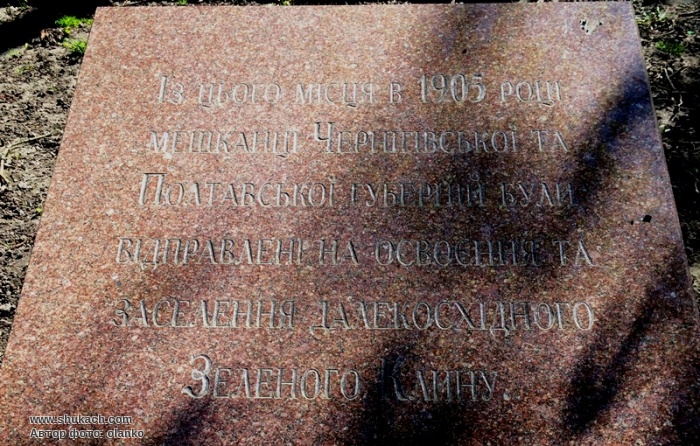 Із цього місця в 1905 році
мешканці Чернігівської та
Полтавської губерній були
відправлені на освоєння та
заселення далекосхідного
Зеленого Клину.
www.shukach.com
Автор фото: olanko